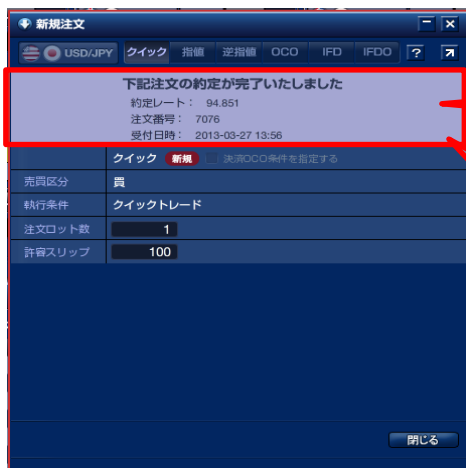 新規注文
USD/JPY クイック 指値 逆指値 OCO IFD IFDO ?
下記注文の約定が完了いたしました
約定レート： 94.851
注文番号： 7076
受付日時： 2013-03-27 13:56
クイック 新規 決済OCO条件を指定する
売買区分 買
執行条件 クイックトレード
注文ロット数 1
許容スリップ 100
閉じる